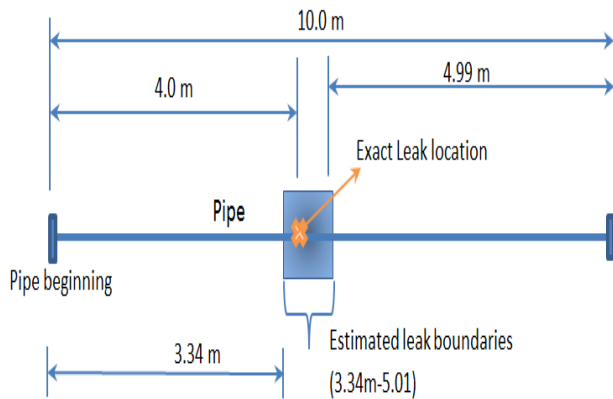 10.0 m
4.99 m
4.0 m
Exact Leak location
Pipe
Pipe beginning
3.34 m
Estimated leak boundaries
(3.34m-5.01)